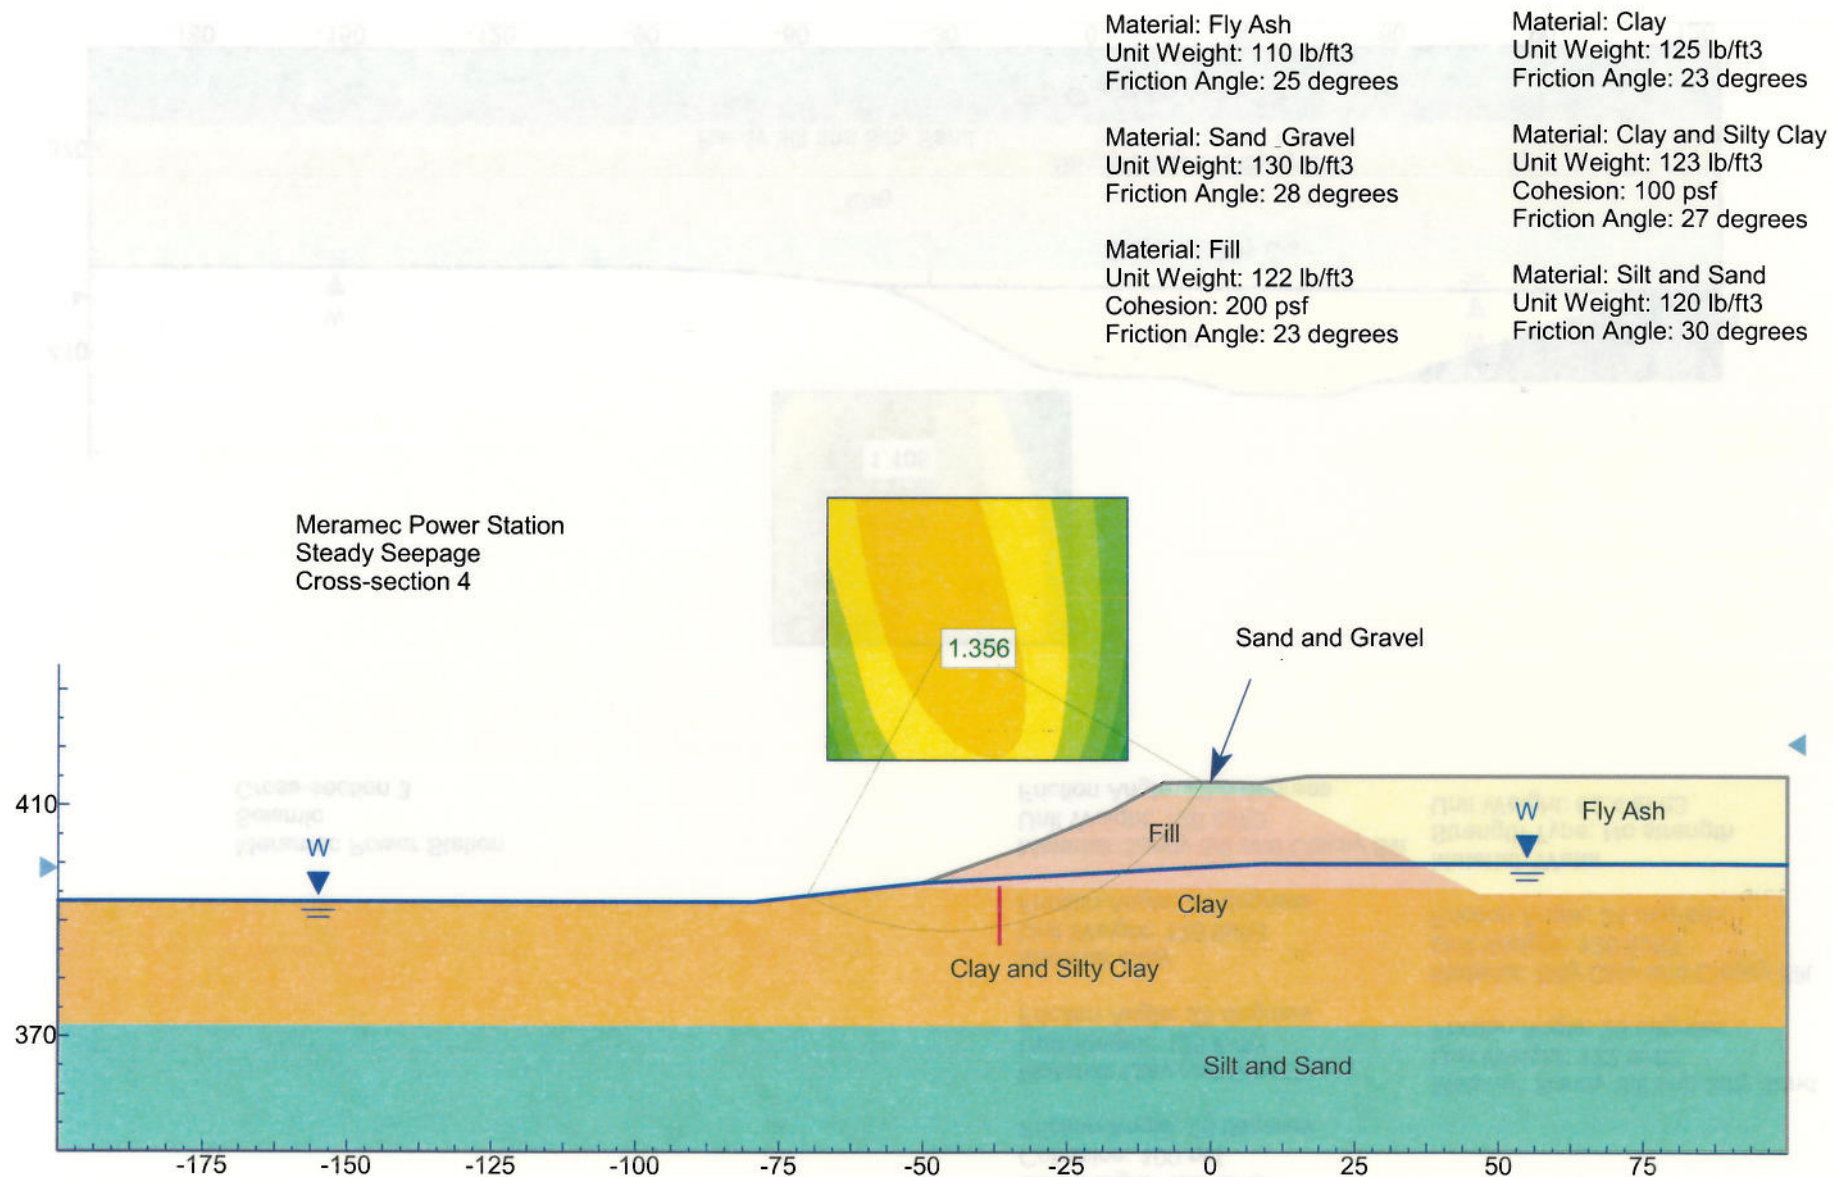 Material: Fly Ash
Unit Weight: 110 lb/ft3
Friction Angle: 25 degrees
Material: Sand_Gravel
Unit Weight: 130 lb/ft3
Friction Angle: 28 degrees
Material: Fill
Unit Weight: 122 lb/ft3
Cohesion: 200 psf
Friction Angle: 23 degrees
Material: Clay
Unit Weight: 125 lb/ft3
Friction Angle: 23 degrees
Material: Clay and Silty Clay
Unit Weight: 123 lb/ft3
Cohesion: 100 psf
Friction Angle: 27 degrees
Material: Silt and Sand
Unit Weight: 120 lb/ft3
Friction Angle: 30 degrees
Meramec Power Station
Steady Seepage
Cross-section 4
1.356
Sand and Gravel
410
W
Fill
W
Fly Ash
Clay
Clay and Silty Clay
370
Silt and Sand
-175 -150 -125 -100 -75 -50 -25 0 25 50 75